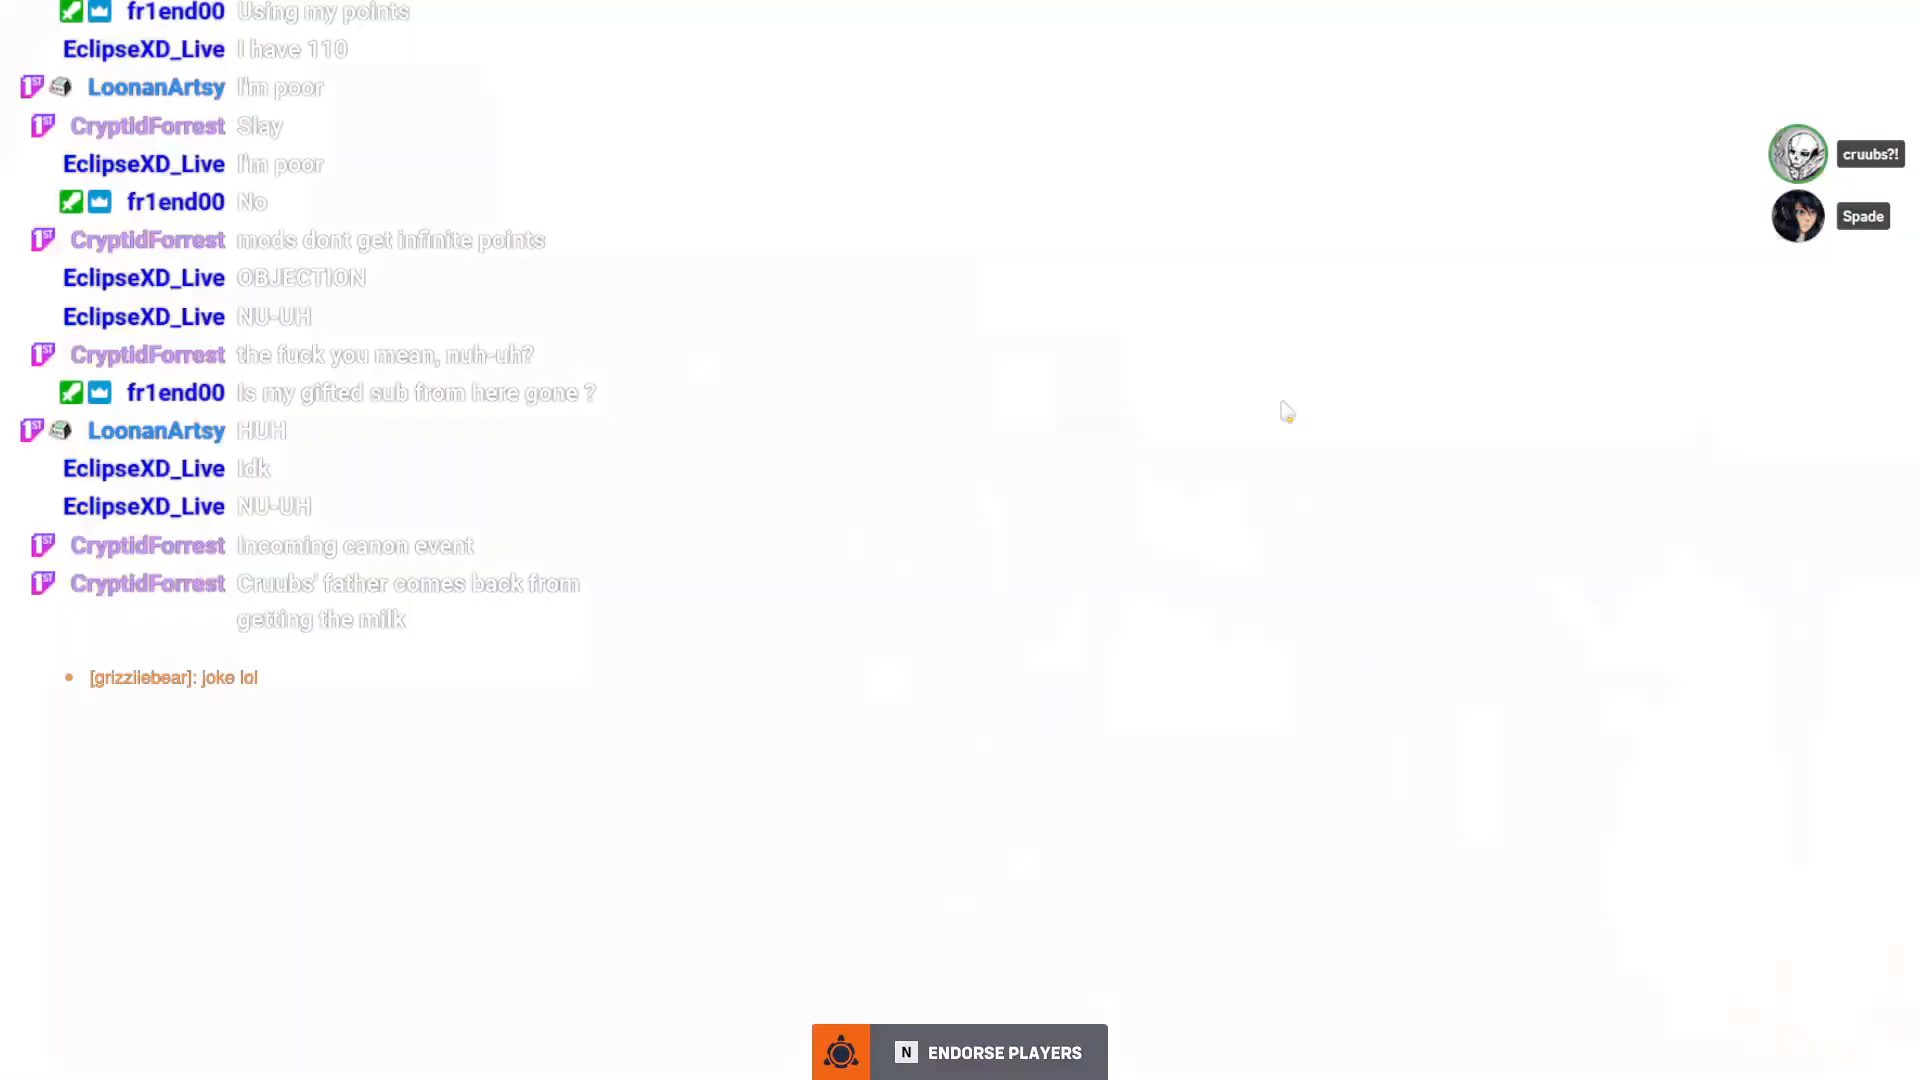 fr1end00 Using my points
EclipseXD_Live I have 110
LoonanArtsy I'm poor
CryptidForrest Slay
EclipseXD_Live I'm poor
cruubs?!
fr1end00 No
Spade
CryptidForrest mods dont get infinite points
EclipseXD_Live OBJECTION
EclipseXD_Live NU-UH
CryptidForrest the fuck you mean, nuh-uh?
fr1end00 Is my gifted sub from here gone ?
LoonanArtsy HUH
EclipseXD_Live Idk
EclipseXD_Live NU-UH
CryptidForrest Incoming canon event
CryptidForrest Cruubs' father comes back from
getting the milk
[grizzilebear]: joke lol
N ENDORSE PLAYERS